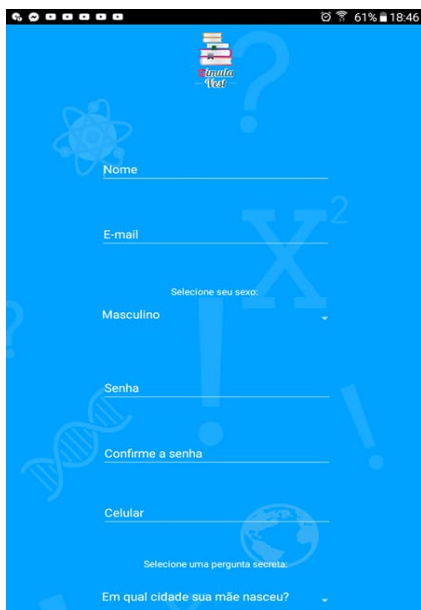 61% 18:46
Simula
Vest
Nome
E-mail
X²
Selecione seu sexo:
Masculino
Senha
Confirme a senha
Celular
Selecione uma pergunta secreta:
Em qual cidade sua mãe nasceu?